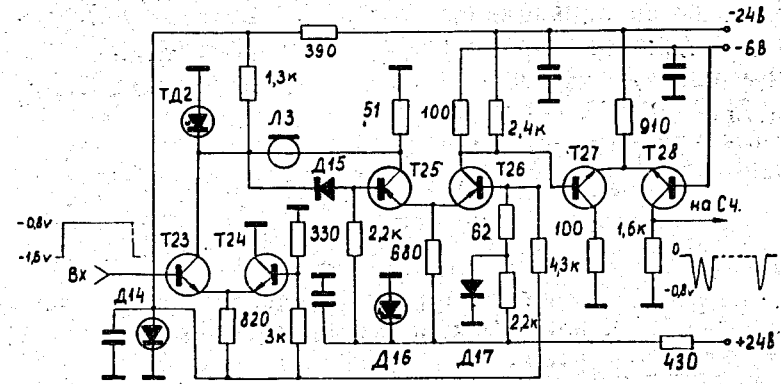 -24В
-6В
390
1,3к
ТД2
Л3
51
100
2,4к
910
Д15
Т25
Т26
Т27
Т28
на СЧ.
-0,8v
-1,6v
Т23
Т24
330
2,2к
680
62
4,3к
100
1,6к
0
-0,8v
Вх
Д14
820
3к
Д16
Д17
2,2к
+24В
430